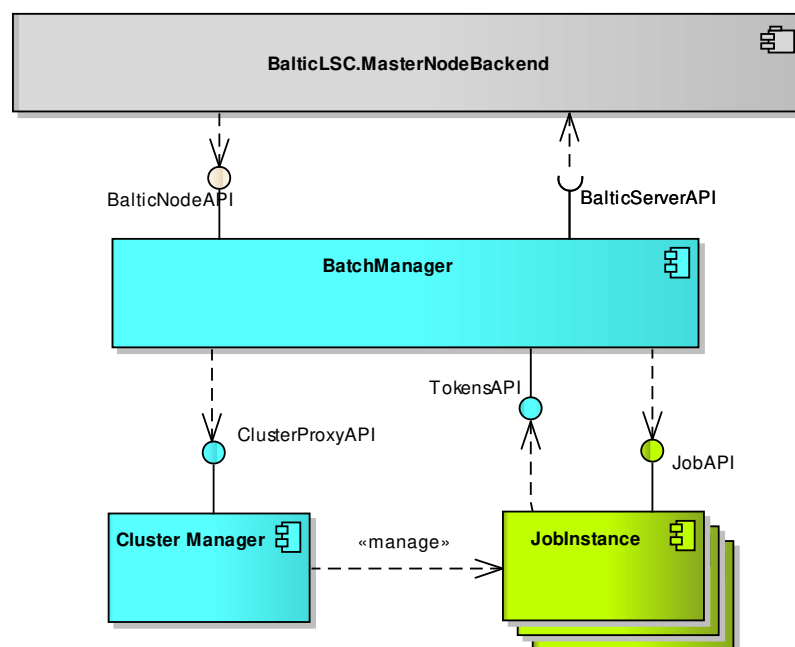 BalticLSC.MasterNodeBackend
BalticNodeAPI
BalticServerAPI
BatchManager
TokensAPI
ClusterProxyAPI
JobAPI
Cluster Manager
«manage»
JobInstance